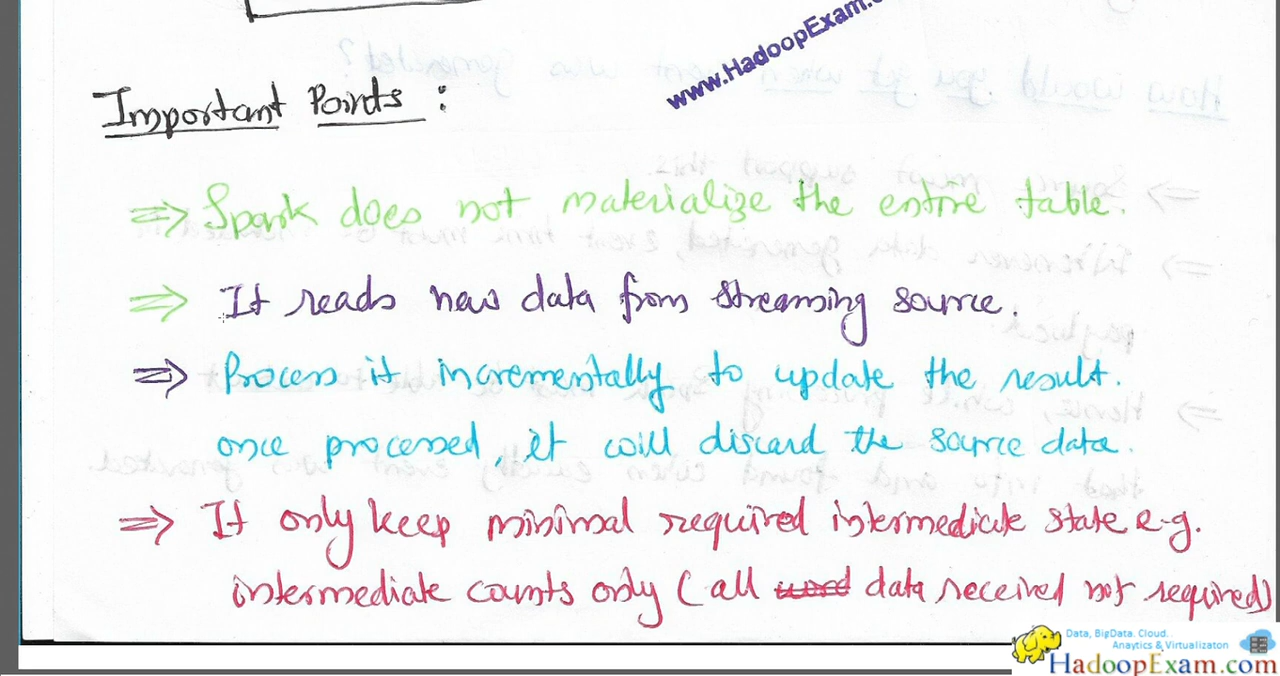 www.HadoopExam.c
Important Points :
=> Spark does not materialize the entire table.
=> It reads new data from streaming source.
=> Process it incrementally to update the result.
once processed, it will discard the source data.
=> It only keep minimal required intermediate state e.g.
intermediate counts only (all data received not required)
Data, BigData. Cloud.
Anaytics & Virtualizaton
HadoopExam.com